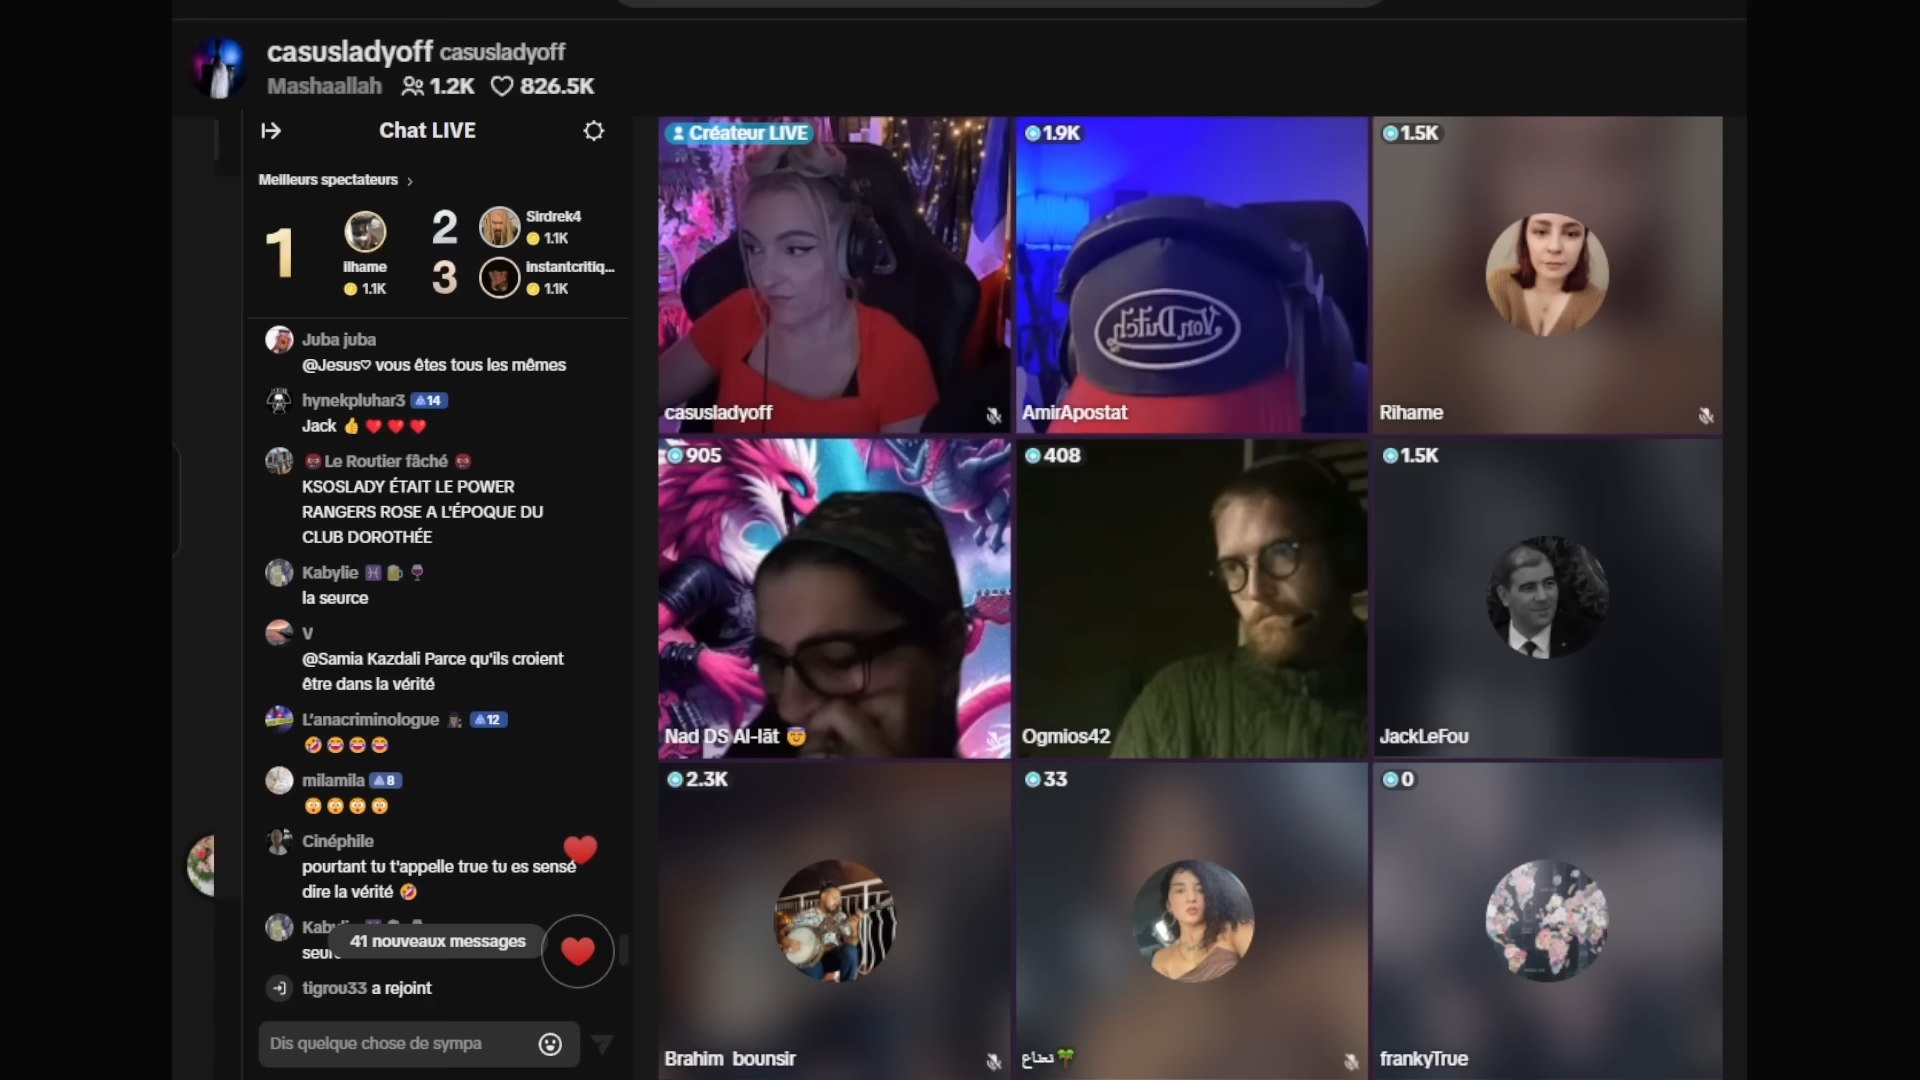 casusladyoff casusladyoff
Mashaallah 1.2K 826.5K
Chat LIVE
Meilleurs spectateurs >
1
ilhame
1.1K
2
Sirdrek4
1.1K
3
instantcritiq...
1.1K
Juba juba
@Jesus♡ vous êtes tous les mêmes
hynekpluhar3 14
Jack 👍 ❤️ ❤️ ❤️
👹Le Routier fâché 👹
KSOSLADY ÉTAIT LE POWER
RANGERS ROSE A L'ÉPOQUE DU
CLUB DOROTHÉE
Kabylie ♓ 🍺 🍷
la seurce
V
@Samia Kazdali Parce qu'ils croient
être dans la vérité
L'anacriminologue 12
🤣 😂 😂 😂
milamila 8
😳 😳 😳 😳
Cinéphile
pourtant tu t'appelle true tu es sensé
dire la vérité 🤣
41 nouveaux messages
tigrou33 a rejoint
Dis quelque chose de sympa
Créateur LIVE
casusladyoff
1.9K
VonDutch
AmirApostat
1.5K
Rihame
905
Nad DS Al-lāt 😇
408
Ogmios42
1.5K
JackLeFou
2.3K
Brahim bounsir
33
نعناع🌴
0
frankyTrue